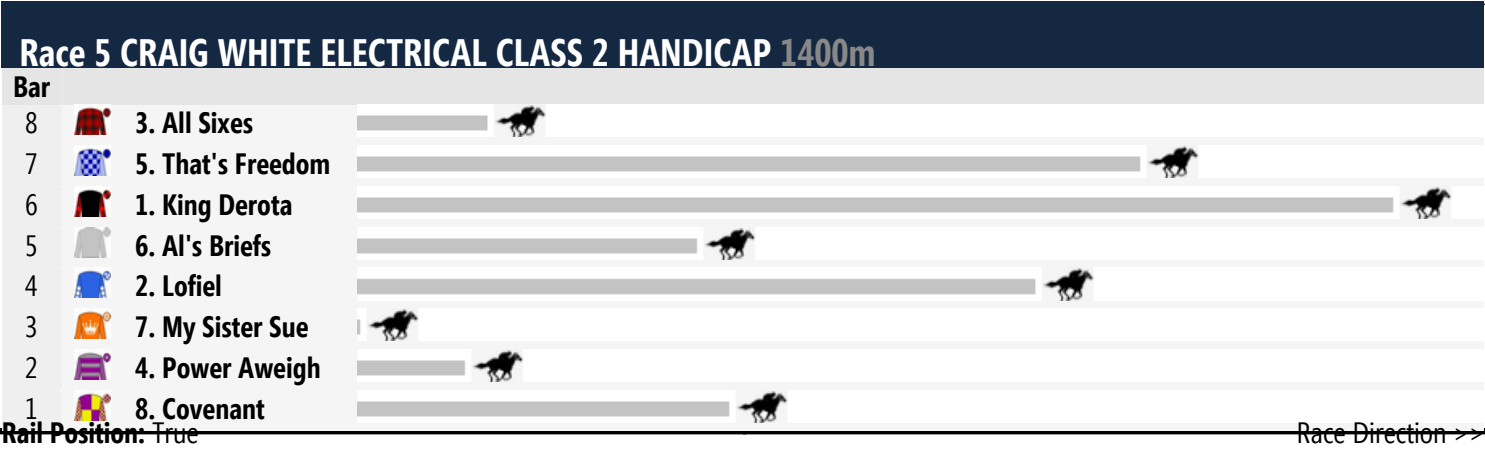 Race 5 CRAIG WHITE ELECTRICAL CLASS 2 HANDICAP 1400m
Bar
8 3. All Sixes
7 5. That's Freedom
6 1. King Derota
5 6. Al's Briefs
4 2. Lofiel
3 7. My Sister Sue
2 4. Power Aweigh
1 8. Covenant
Rail Position: True Race Direction >>